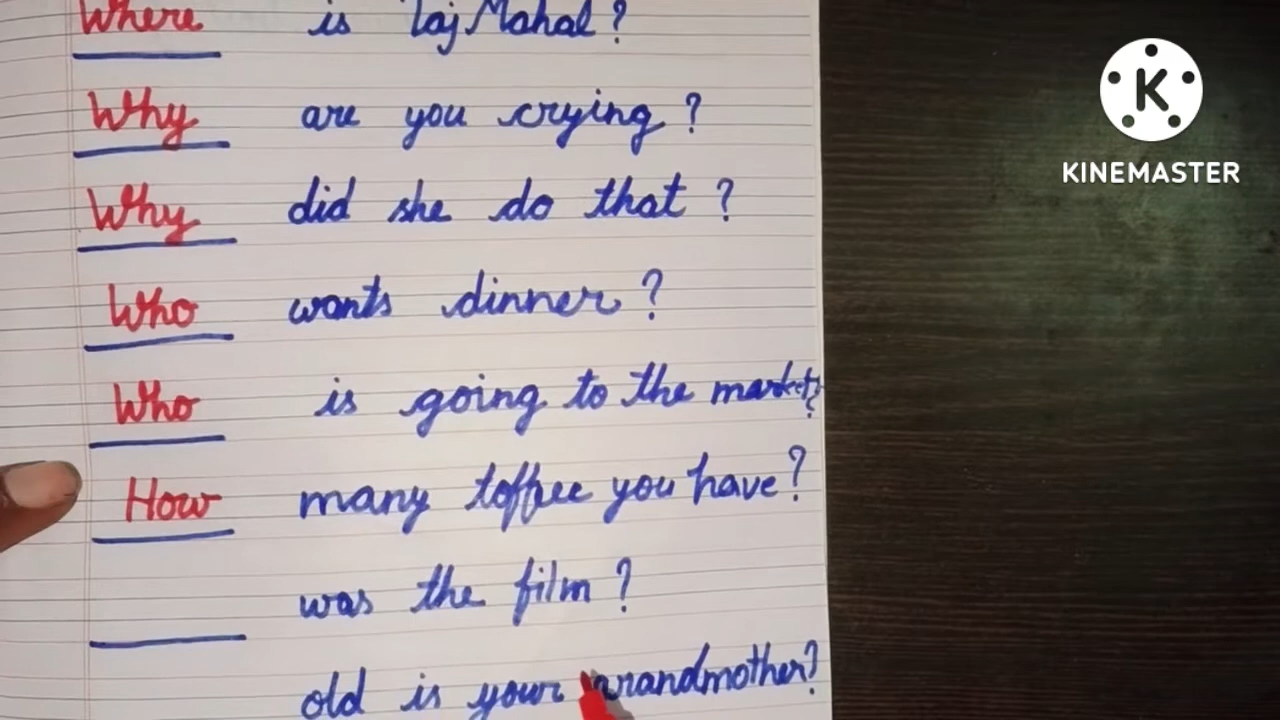 Where is Taj Mahal?
Why are you crying?
Why did she do that?
Who wants dinner?
Who is going to the market?
How many toffee you have?
was the film?
old is your grandmother?
K
KINEMASTER